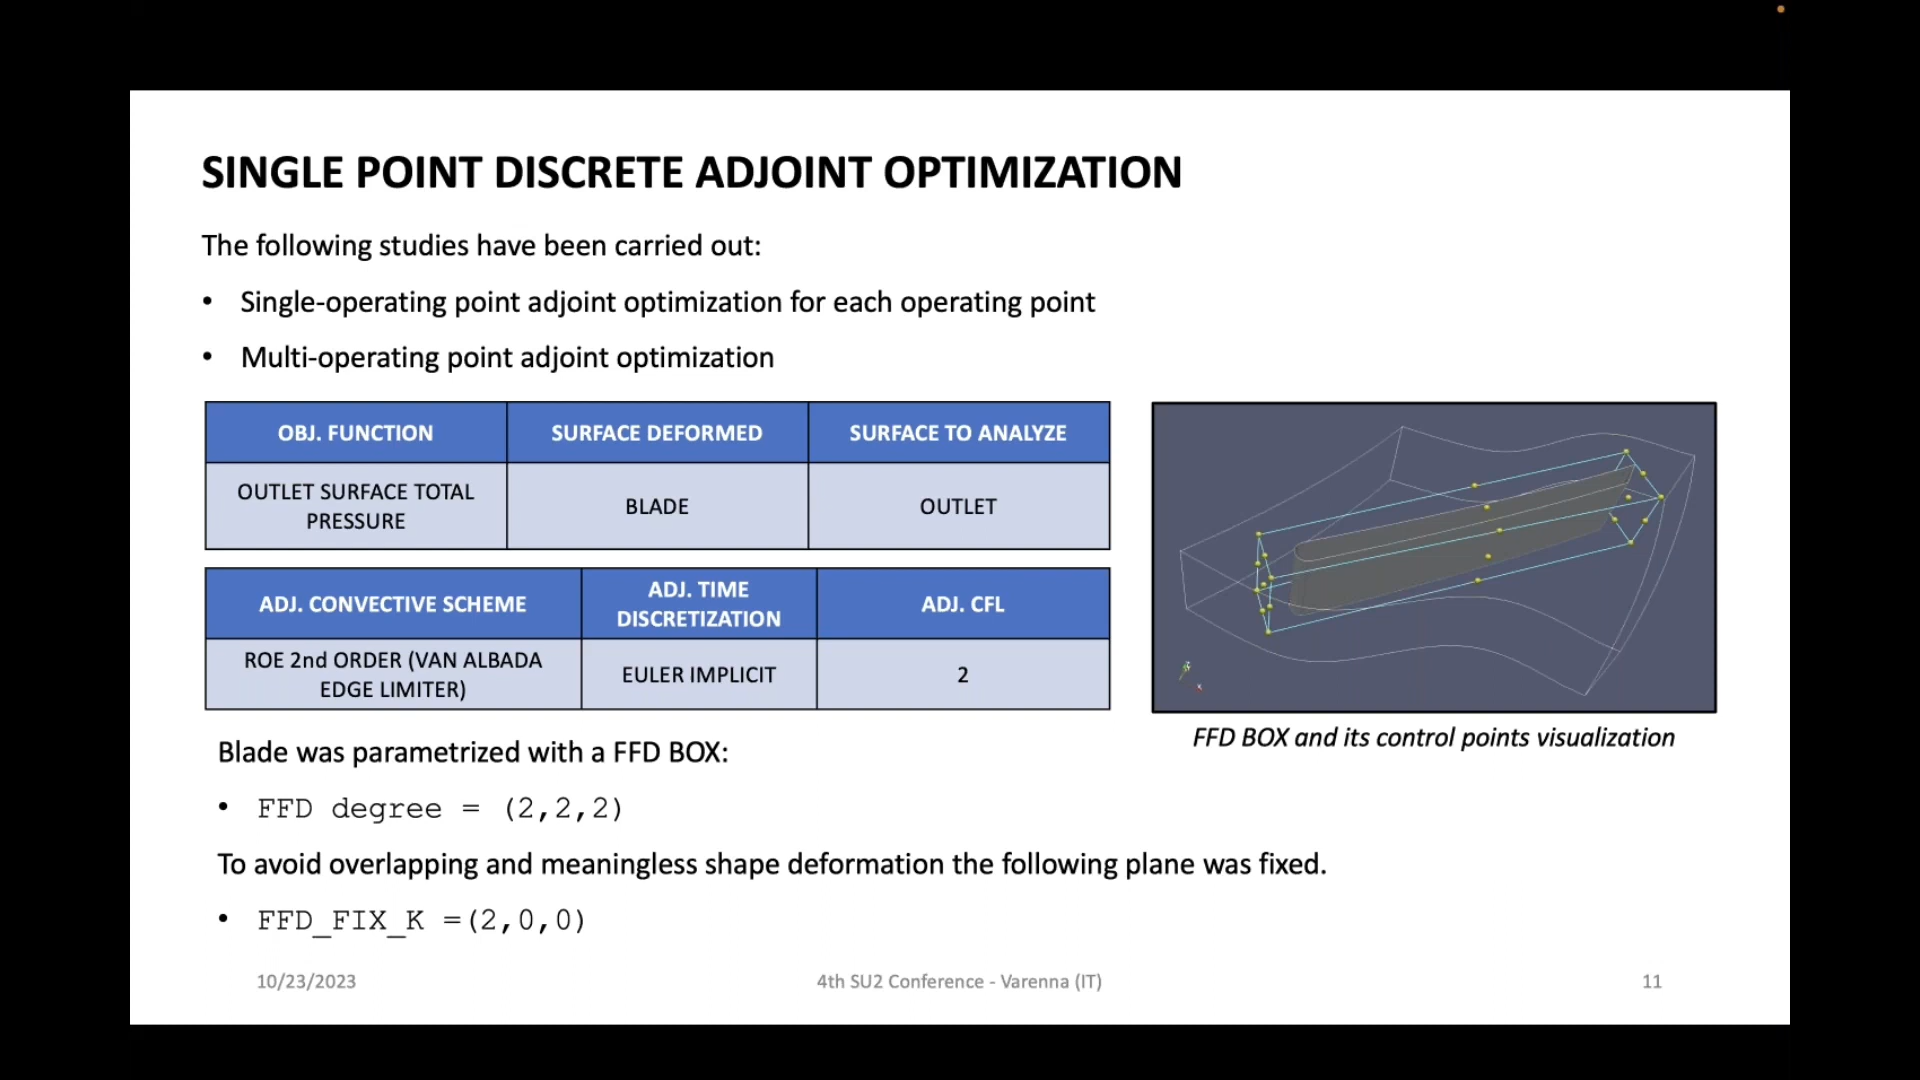 SINGLE POINT DISCRETE ADJOINT OPTIMIZATION
The following studies have been carried out:
• Single-operating point adjoint optimization for each operating point
• Multi-operating point adjoint optimization
OBJ. FUNCTION
SURFACE DEFORMED
SURFACE TO ANALYZE
OUTLET SURFACE TOTAL
PRESSURE
BLADE
OUTLET
ADJ. CONVECTIVE SCHEME
ADJ. TIME
DISCRETIZATION
ADJ. CFL
ROE 2nd ORDER (VAN ALBADA
EDGE LIMITER)
EULER IMPLICIT
2
FFD BOX and its control points visualization
Blade was parametrized with a FFD BOX:
• FFD degree = (2,2,2)
To avoid overlapping and meaningless shape deformation the following plane was fixed.
• FFD_FIX_K =(2,0,0)
10/23/2023
4th SU2 Conference - Varenna (IT)
11